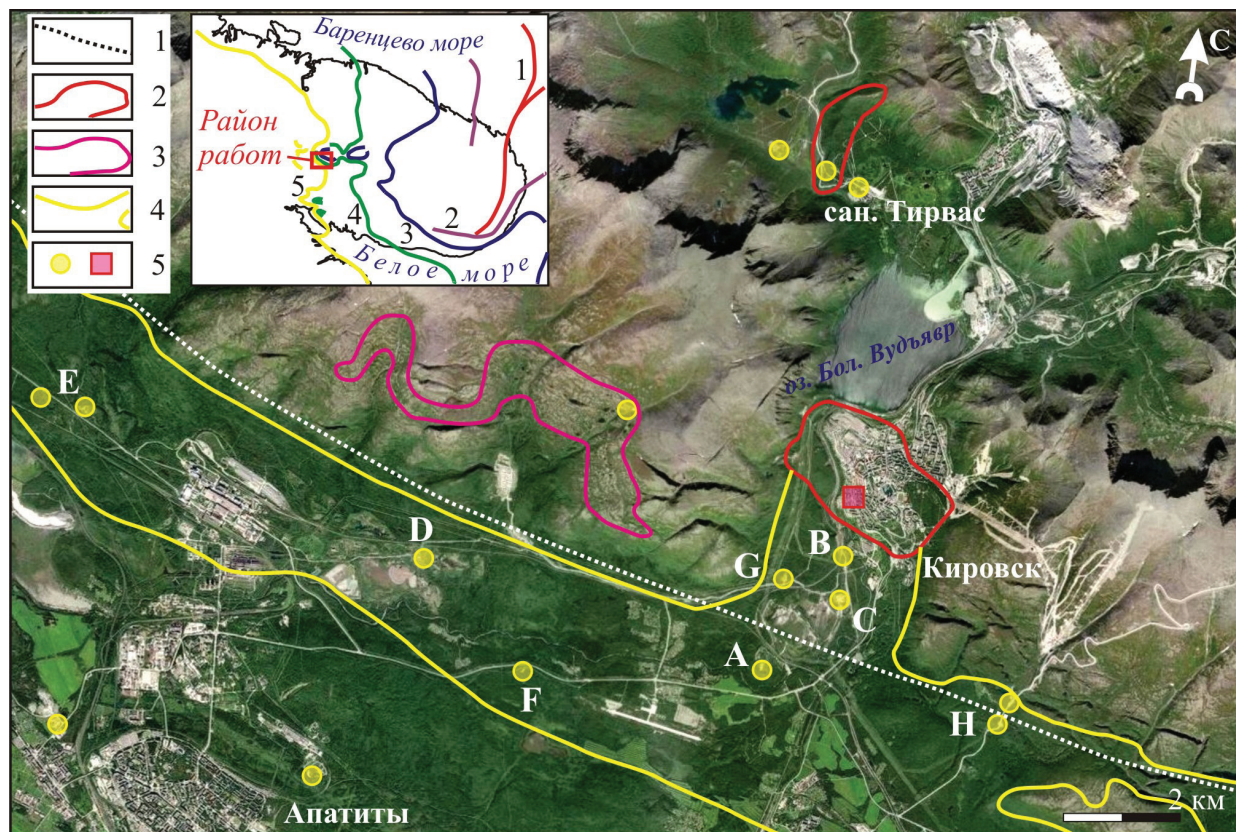 1
2
3
4
5
Баренцево море
Район
работ
1
2
3
4
5
Белое море
С
сан. Тирвас
оз. Бол. Вудъявр
E
D
B
G
Кировск
C
A
F
H
Апатиты
2 км